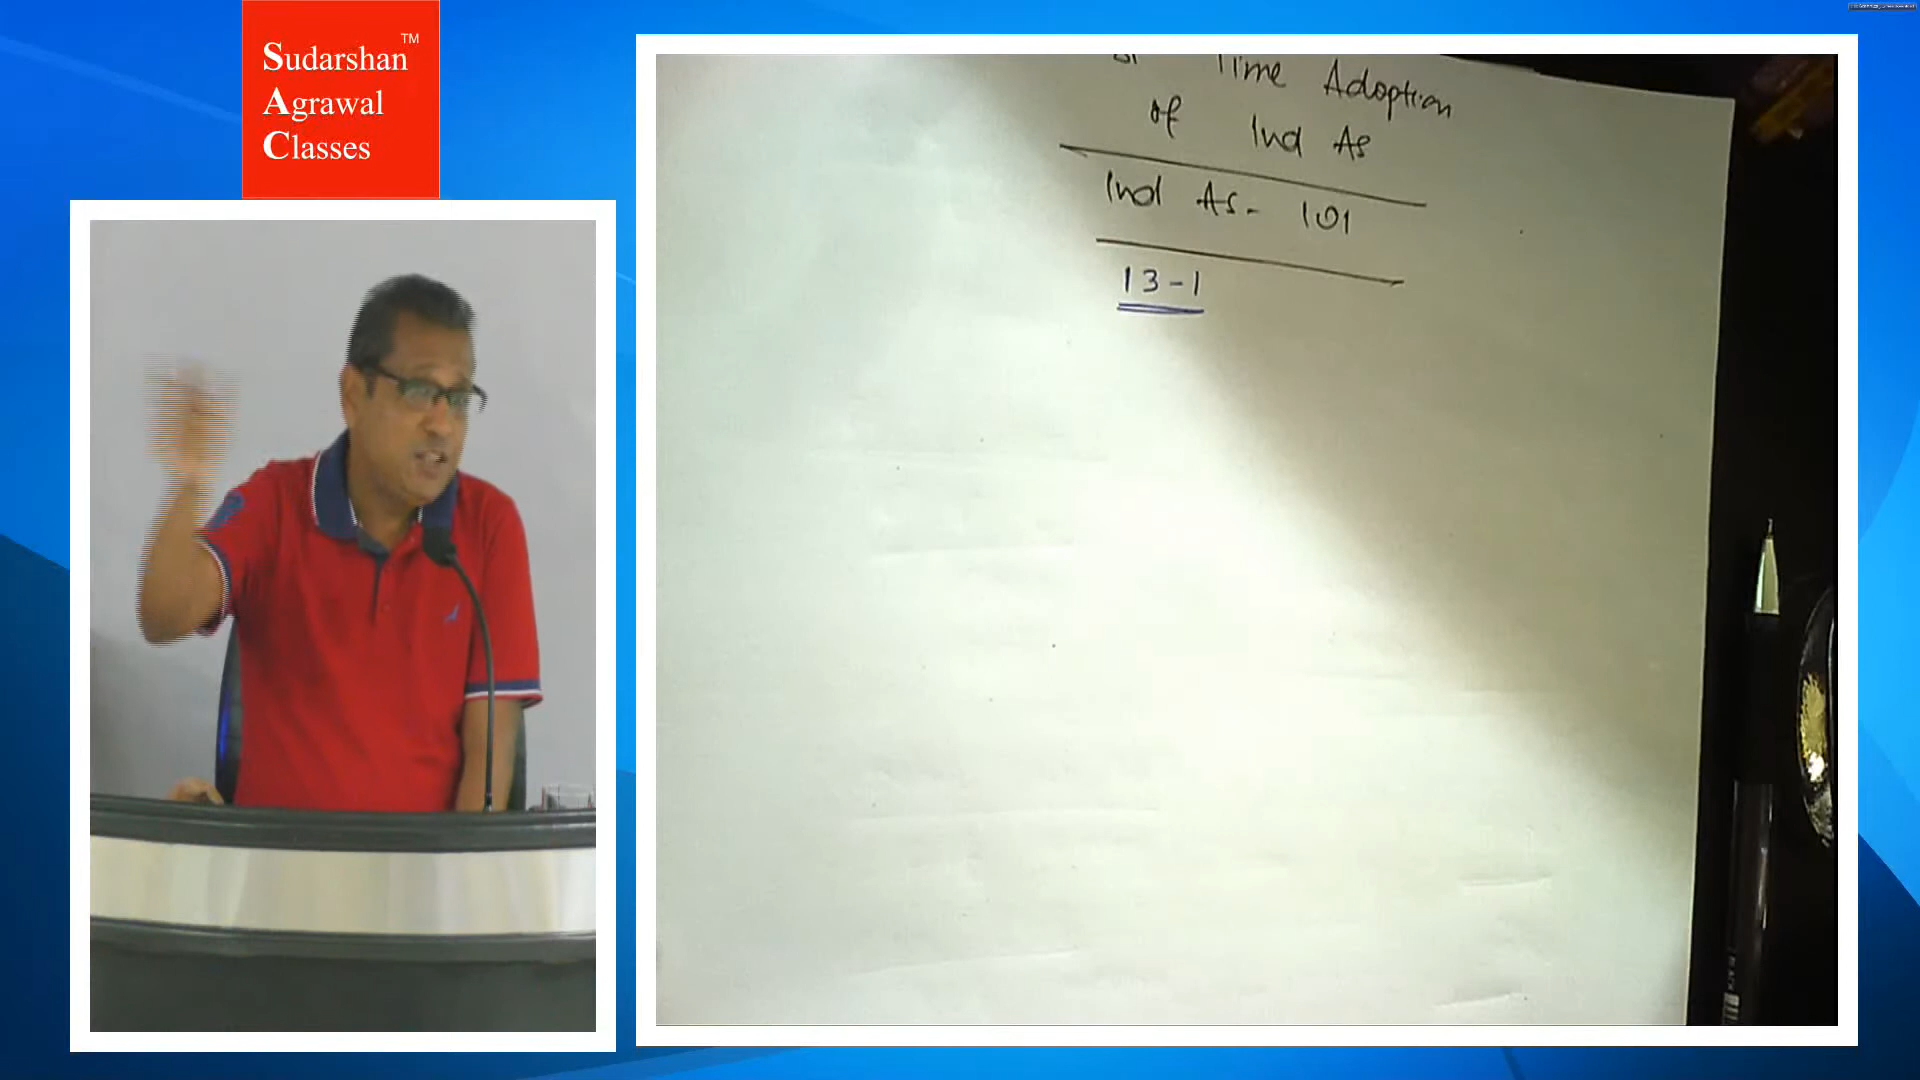 Sudarshan™
Agrawal
Classes
Time Adoption
of Ind As
Ind As- 101
13-1